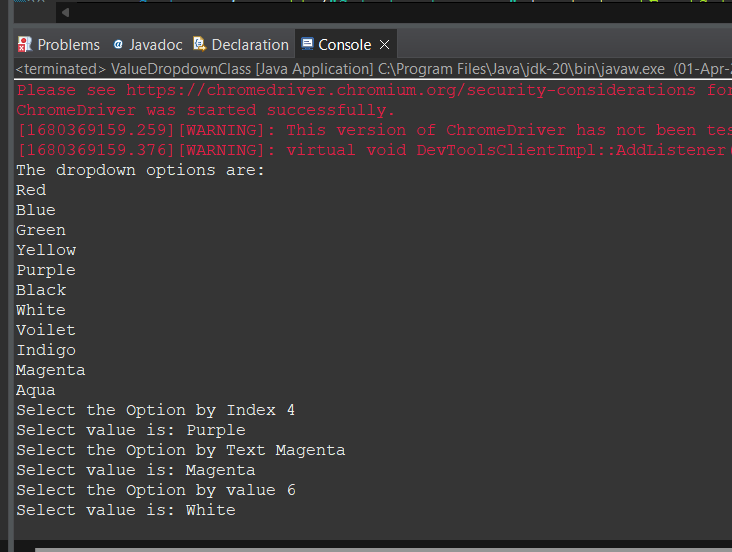 Problems @ Javadoc Declaration Console
<terminated> ValueDropdownClass [Java Application] C:\Program Files\Java\jdk-20\bin\javaw.exe (01-Apr-
Please see https://chromedriver.chromium.org/security-considerations for
ChromeDriver was started successfully.
[1680369159.259][WARNING]: This version of ChromeDriver has not been tes
[1680369159.376][WARNING]: virtual void DevToolsClientImpl::AddListener(
The dropdown options are:
Red
Blue
Green
Yellow
Purple
Black
White
Voilet
Indigo
Magenta
Aqua
Select the Option by Index 4
Select value is: Purple
Select the Option by Text Magenta
Select value is: Magenta
Select the Option by value 6
Select value is: White